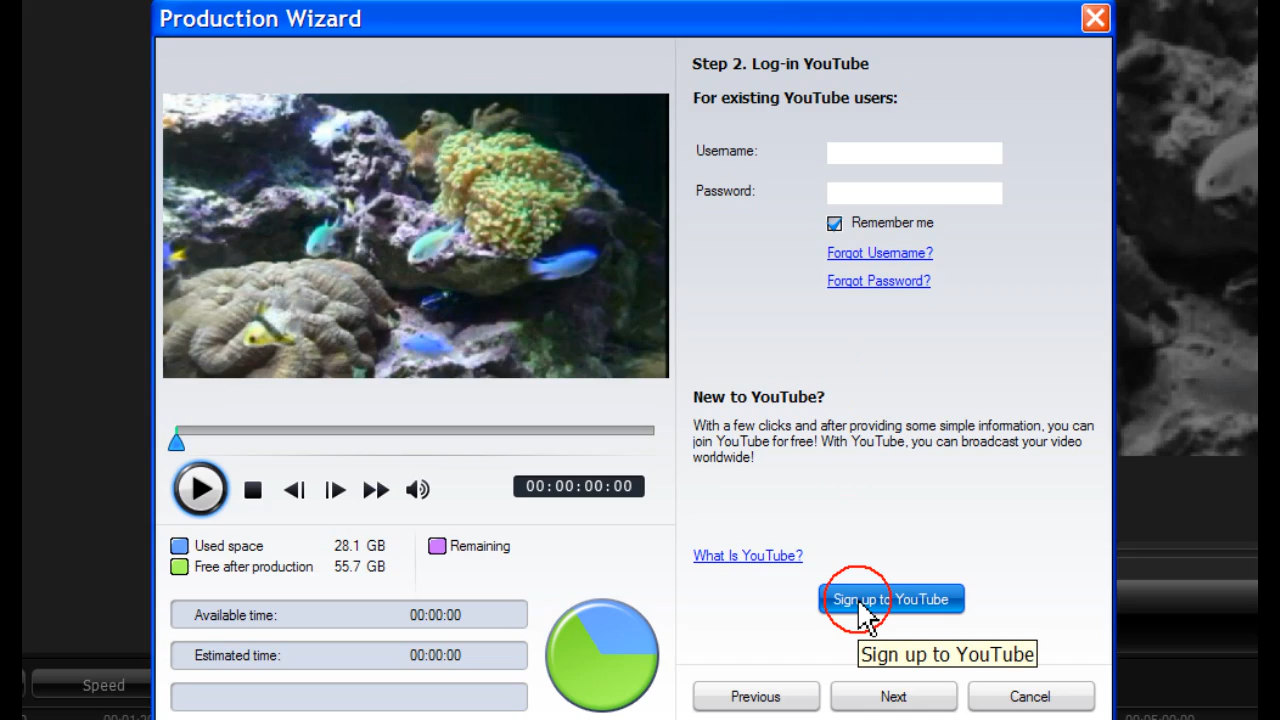 Production Wizard
Step 2. Log-in YouTube
For existing YouTube users:
Username:
Password:
Remember me
Forgot Username?
Forgot Password?
New to YouTube?
With a few clicks and after providing some simple information, you can
join YouTube for free! With YouTube, you can broadcast your video
worldwide!
What Is YouTube?
Sign up to YouTube
Sign up to YouTube
Previous
Next
Cancel
00:00:00:00
Used space 28.1 GB
Remaining
Free after production 55.7 GB
Available time: 00:00:00
Estimated time: 00:00:00
Speed